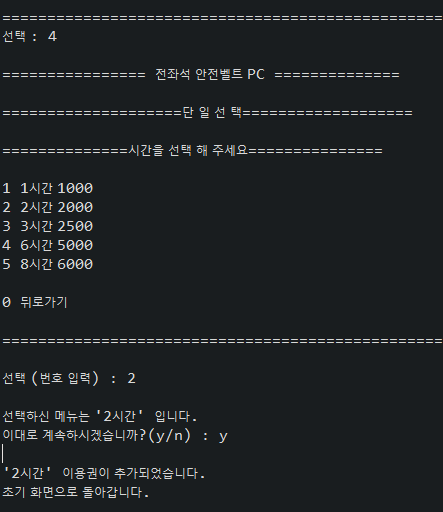 =================================================
선택 : 4
================ 전좌석 안전벨트 PC ==============
====================단 일 선 택===================
==============시간을 선택 해 주세요===============
1 1시간 1000
2 2시간 2000
3 3시간 2500
4 6시간 5000
5 8시간 6000
0 뒤로가기
=================================================
선택 (번호 입력) : 2
선택하신 메뉴는 '2시간' 입니다.
이대로 계속하시겠습니까?(y/n) : y
'2시간' 이용권이 추가되었습니다.
초기 화면으로 돌아갑니다.